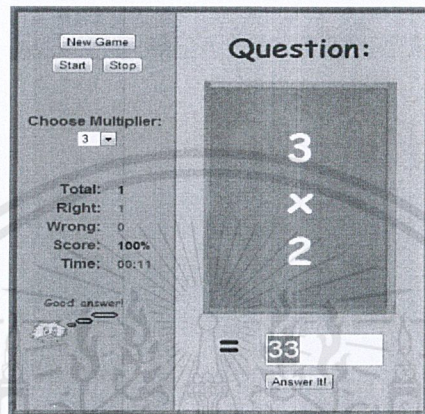 New Game
Start Stop
Choose Multiplier:
3
Total: 1
Right: 1
Wrong: 0
Score: 100%
Time: 00:11
Good answer!
Question:
3
x
2
= 33
Answer It!